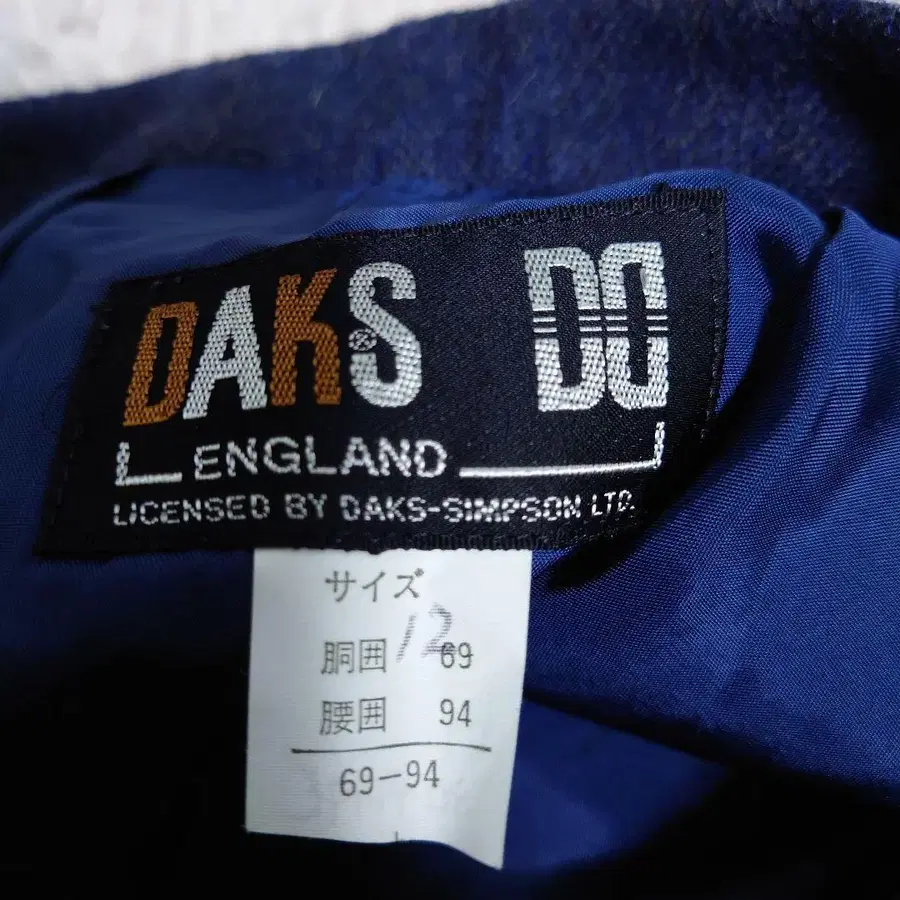 DAKS DD
ENGLAND
LICENSED BY DAKS-SIMPSON LTD.
サイズ
12
胴囲 69
腰囲 94
69-94